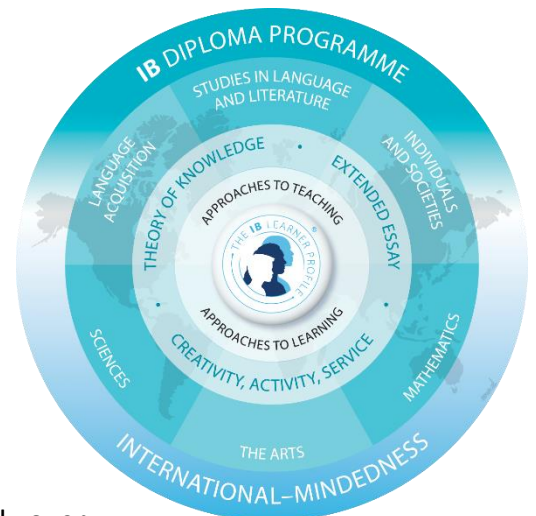 IB DIPLOMA PROGRAMME
STUDIES IN LANGUAGE
AND LITERATURE
LANGUAGE
ACQUISITION
INDIVIDUALS
AND SOCIETIES
THEORY OF KNOWLEDGE •
EXTENDED ESSAY •
APPROACHES TO TEACHING
THE IB LEARNER PROFILE ®
APPROACHES TO LEARNING
CREATIVITY, ACTIVITY, SERVICE •
SCIENCES
MATHEMATICS
THE ARTS
INTERNATIONAL–MINDEDNESS